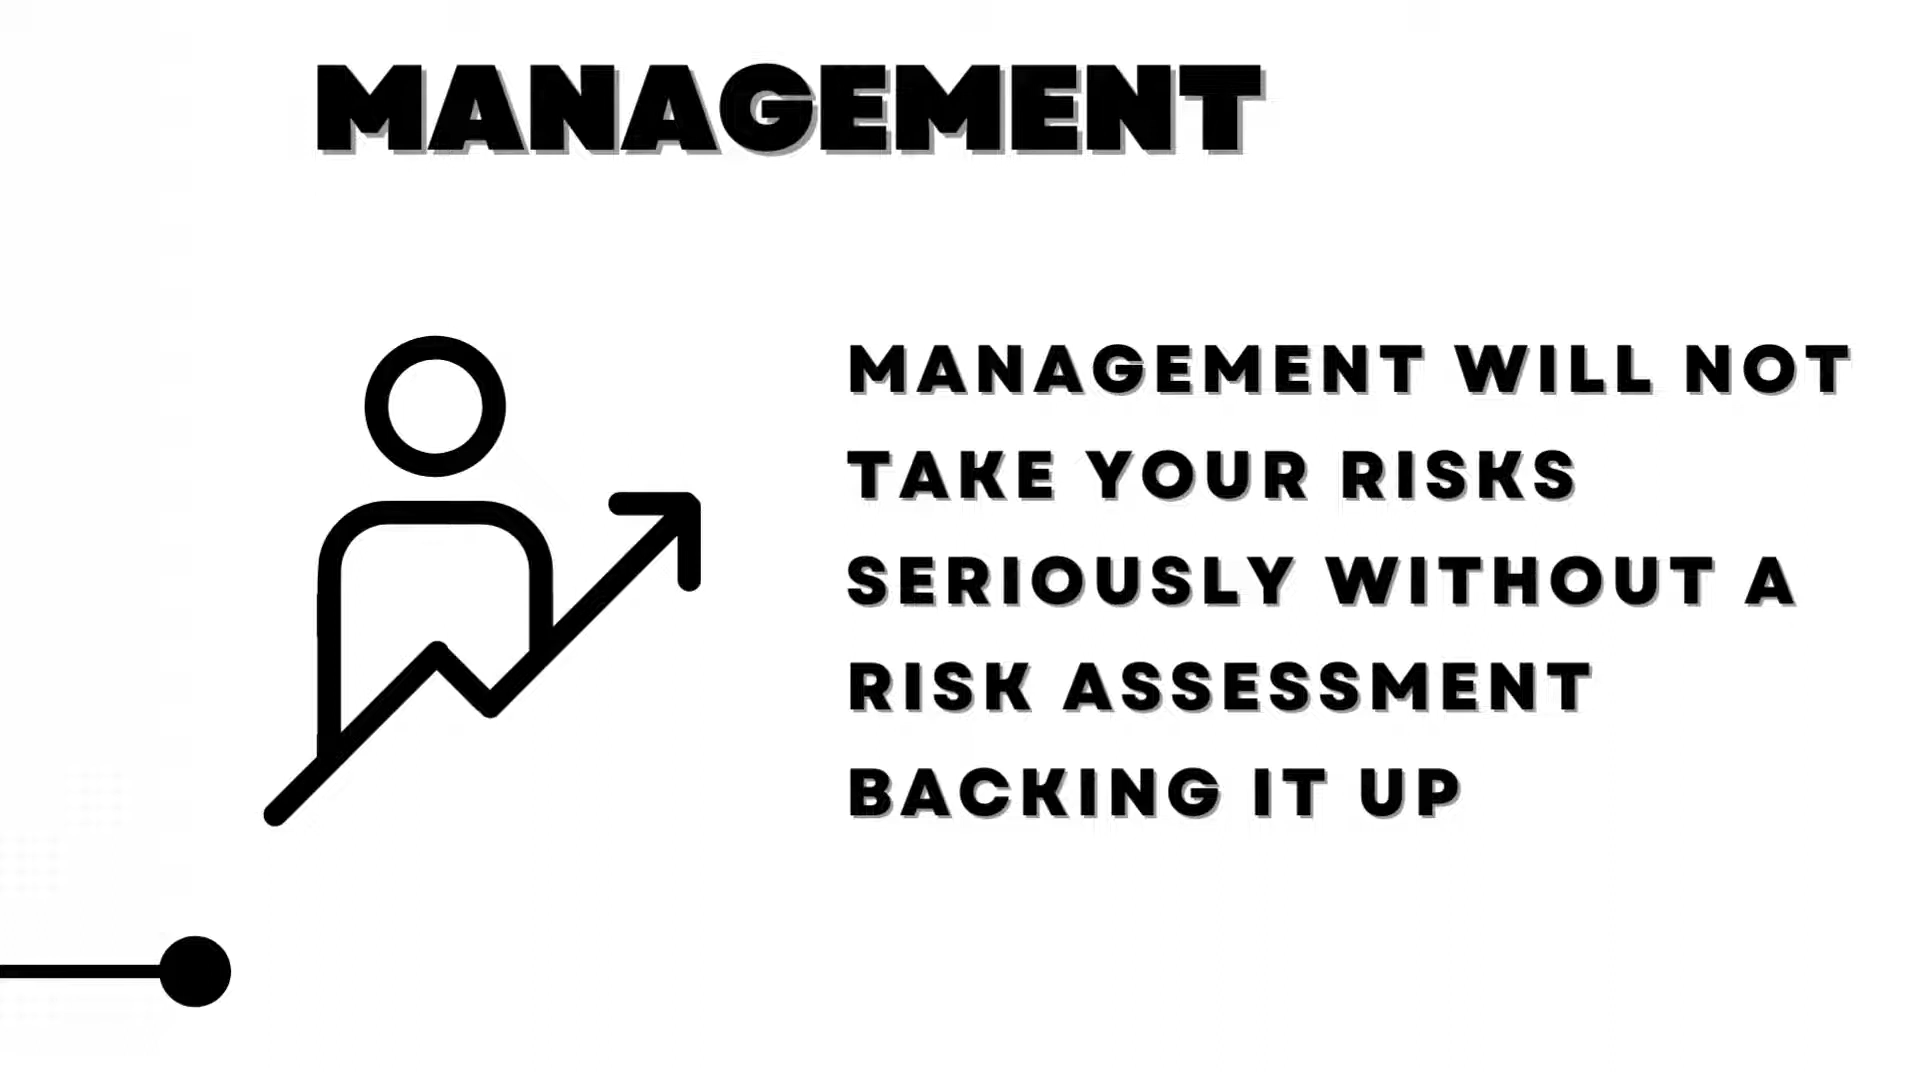 MANAGEMENT
MANAGEMENT WILL NOT
TAKE YOUR RISKS
SERIOUSLY WITHOUT A
RISK ASSESSMENT
BACKING IT UP